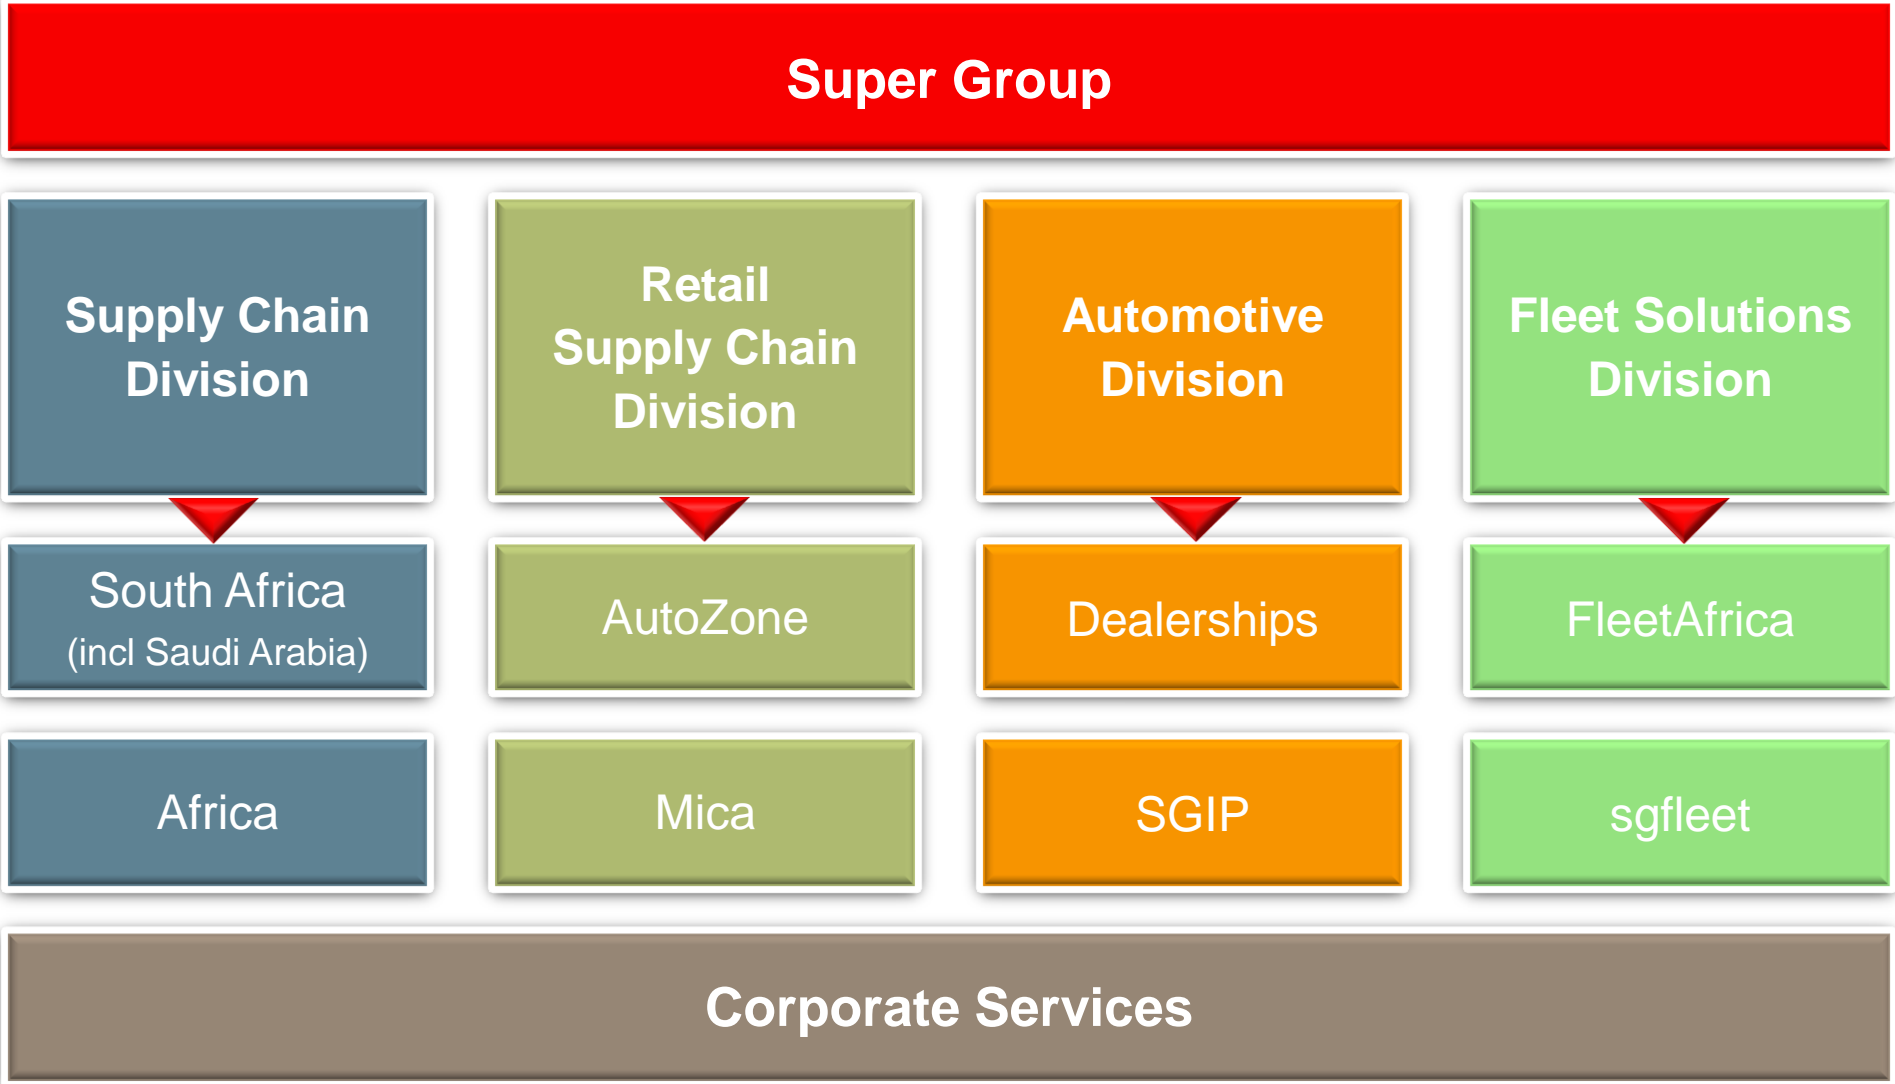 Super Group
Supply Chain
Division
Retail
Supply Chain
Division
Automotive
Division
Fleet Solutions
Division
South Africa
(incl Saudi Arabia)
AutoZone
Dealerships
FleetAfrica
Africa
Mica
SGIP
sgfleet
Corporate Services